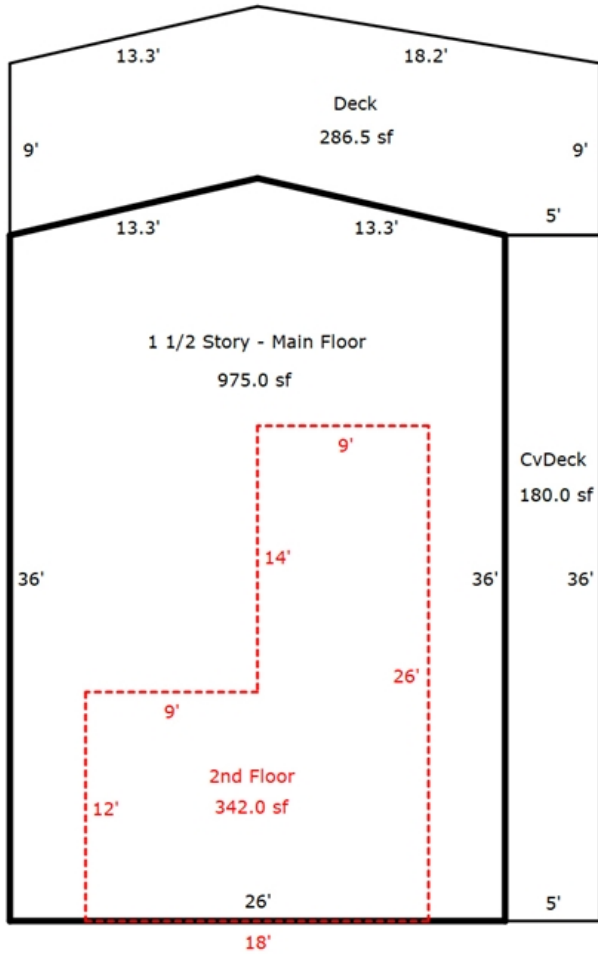 13.3'
18.2'
Deck
286.5 sf
9'
9'
13.3'
13.3'
5'
1 1/2 Story - Main Floor
975.0 sf
9'
CvDeck
180.0 sf
14'
36'
36'
36'
26'
9'
2nd Floor
342.0 sf
12'
26'
5'
18'